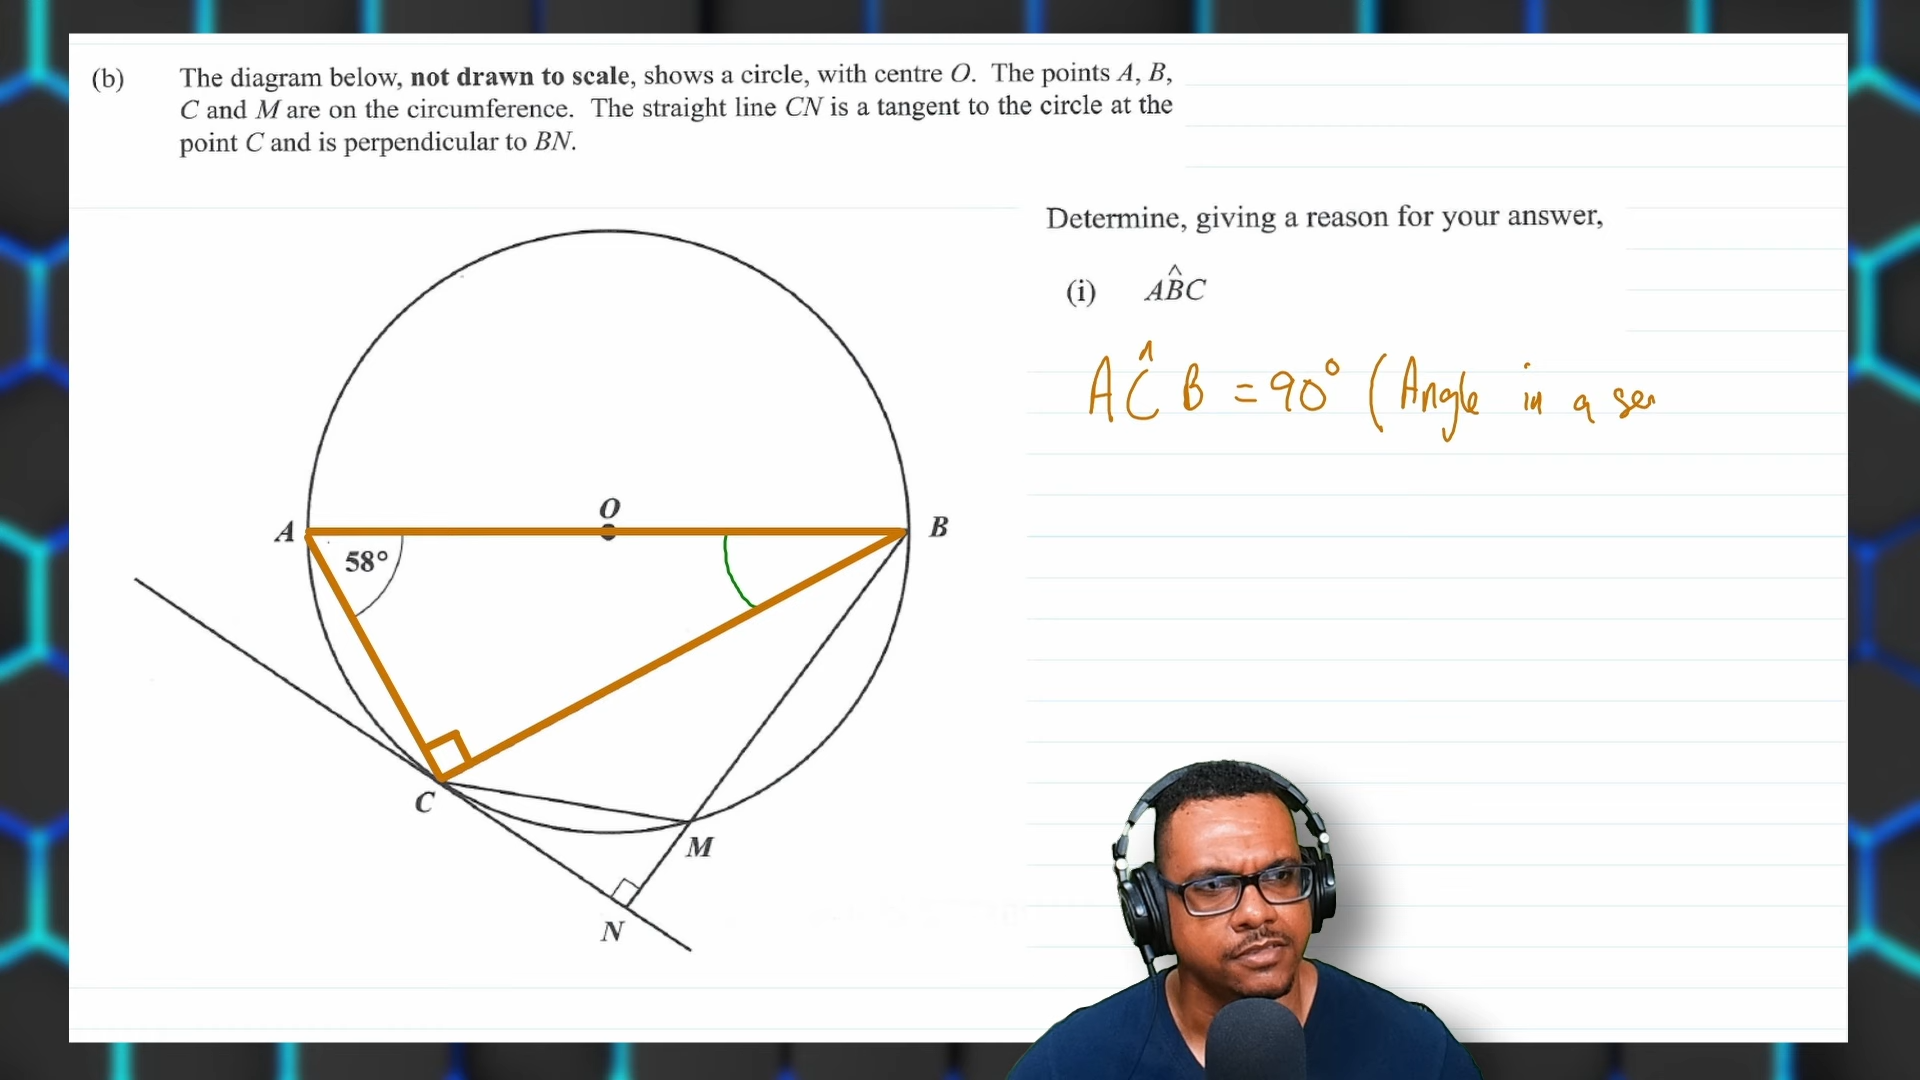 (b) The diagram below, not drawn to scale, shows a circle, with centre O. The points A, B,
C and M are on the circumference. The straight line CN is a tangent to the circle at the
point C and is perpendicular to BN.
Determine, giving a reason for your answer,
(i) AB̂C
AĈB = 90° (Angle in a sem
O
A
B
58°
C
M
N